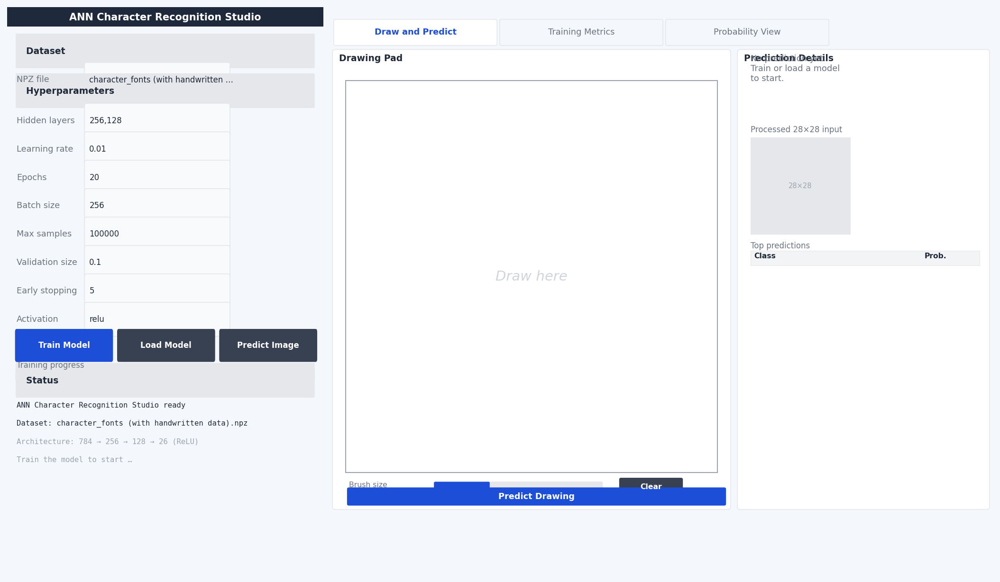 ANN Character Recognition Studio
Dataset
NPZ file
character_fonts (with handwritten ...
Hyperparameters
Hidden layers
256,128
Learning rate
0.01
Epochs
20
Batch size
256
Max samples
100000
Validation size
0.1
Early stopping
5
Activation
relu
Train Model
Load Model
Predict Image
Training progress
Status
ANN Character Recognition Studio ready
Dataset: character_fonts (with handwritten data).npz
Architecture: 784 → 256 → 128 → 26 (ReLU)
Train the model to start …
Draw and Predict
Training Metrics
Probability View
Drawing Pad
Draw here
Brush size
Clear
Predict Drawing
Prediction Details
No prediction yet.
Train or load a model
to start.
Processed 28×28 input
28×28
Top predictions
Class
Prob.